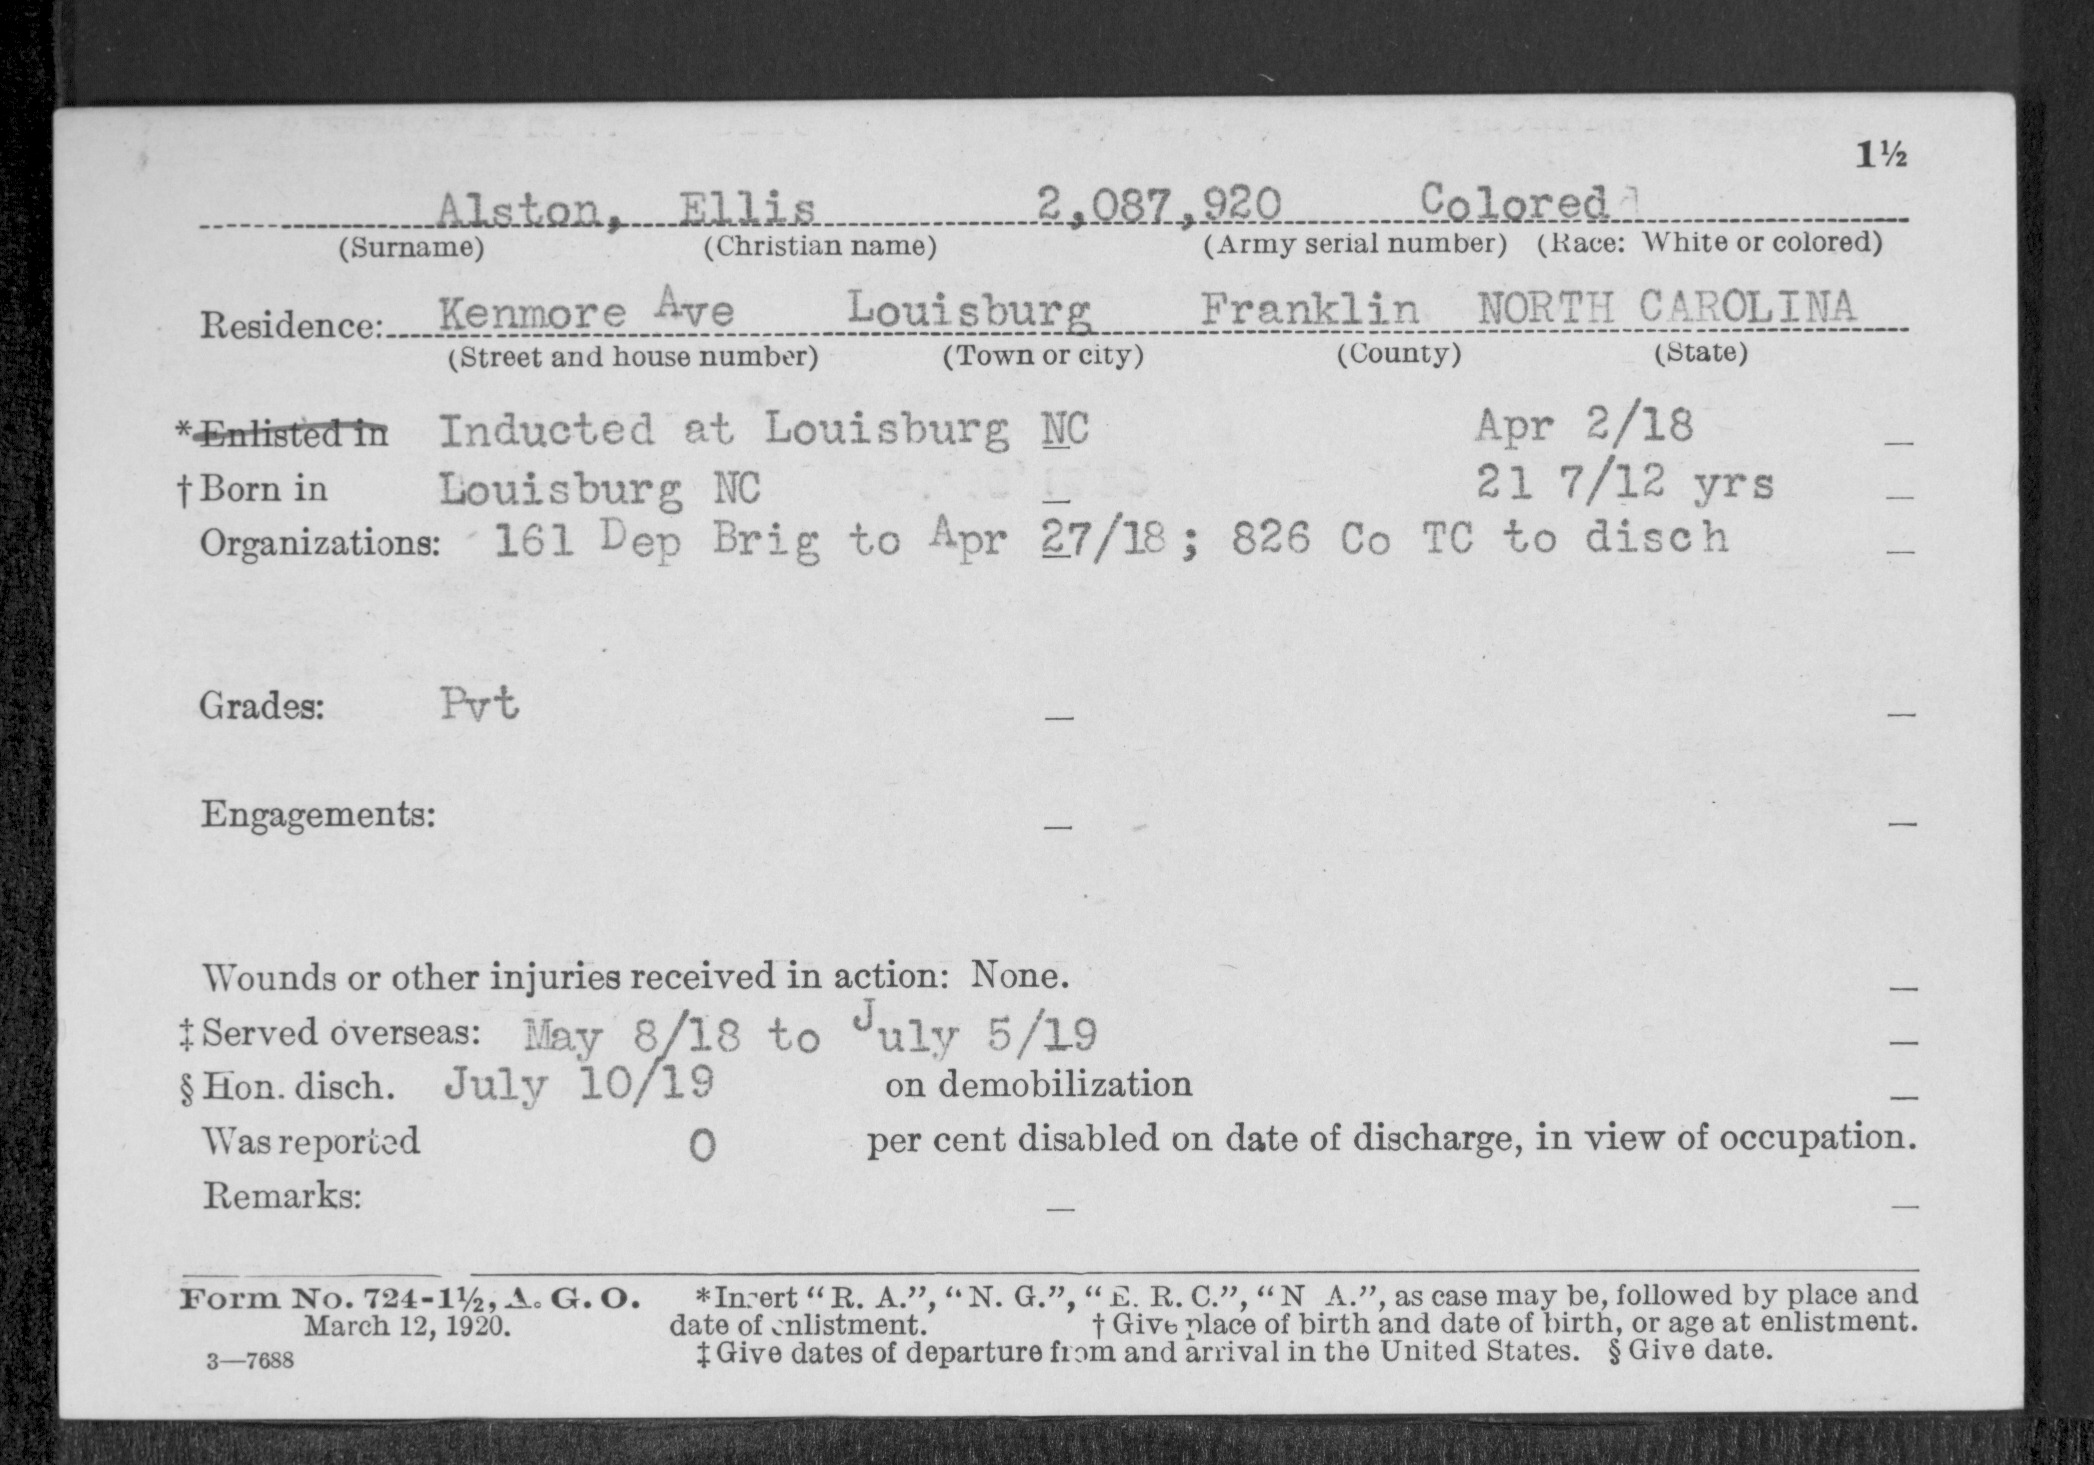 1½
Alston, Ellis 2,087,920 Colored
(Surname) (Christian name) (Army serial number) (Race: White or colored)
Residence: Kenmore Ave Louisburg Franklin NORTH CAROLINA
(Street and house number) (Town or city) (County) (State)
*Enlisted in Inducted at Louisburg NC Apr 2/18 —
†Born in Louisburg NC — 21 7/12 yrs —
Organizations: 161 Dep Brig to Apr 27/18; 826 Co TC to disch —
Grades: Pvt — —
Engagements: — —
Wounds or other injuries received in action: None. —
‡Served overseas: May 8/18 to July 5/19 —
§Hon. disch. July 10/19 on demobilization —
Was reported 0 per cent disabled on date of discharge, in view of occupation.
Remarks: — —
Form No. 724-1½, A. G. O. *Insert "R. A.", "N. G.", "E. R. C.", "N A.", as case may be, followed by place and
March 12, 1920. date of enlistment. †Give place of birth and date of birth, or age at enlistment.
3—7688 ‡Give dates of departure from and arrival in the United States. §Give date.